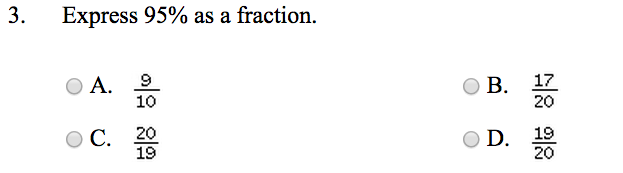 3. Express 95% as a fraction.
A. 9/10 B. 17/20
C. 20/19 D. 19/20